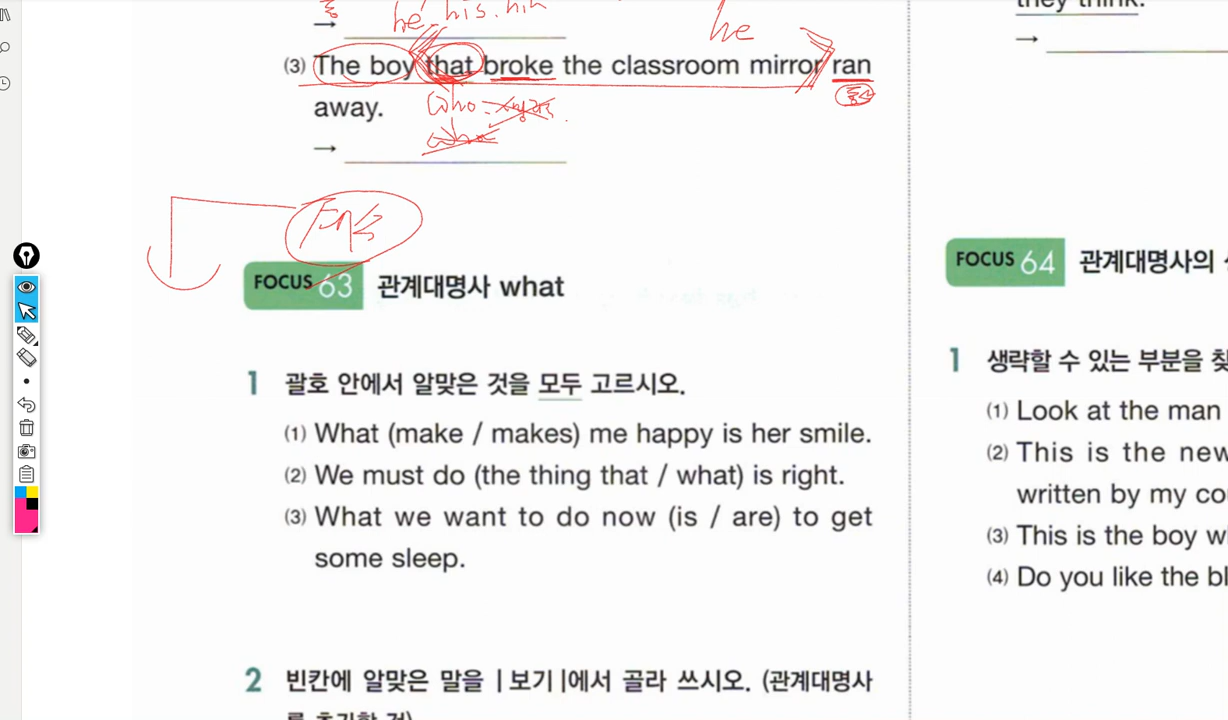 they think.
he his. him
he
→
→
(3) The boy that broke the classroom mirror ran
away.
who
→
FOCUS 63 관계대명사 what
FOCUS 64 관계대명사의
1 괄호 안에서 알맞은 것을 모두 고르시오.
(1) What (make / makes) me happy is her smile.
(2) We must do (the thing that / what) is right.
(3) What we want to do now (is / are) to get
some sleep.
2 빈칸에 알맞은 말을 | 보기 |에서 골라 쓰시오. (관계대명사
를 추가할 것)
1 생략할 수 있는 부분을 찾
(1) Look at the man
(2) This is the new
written by my co
(3) This is the boy w
(4) Do you like the bl